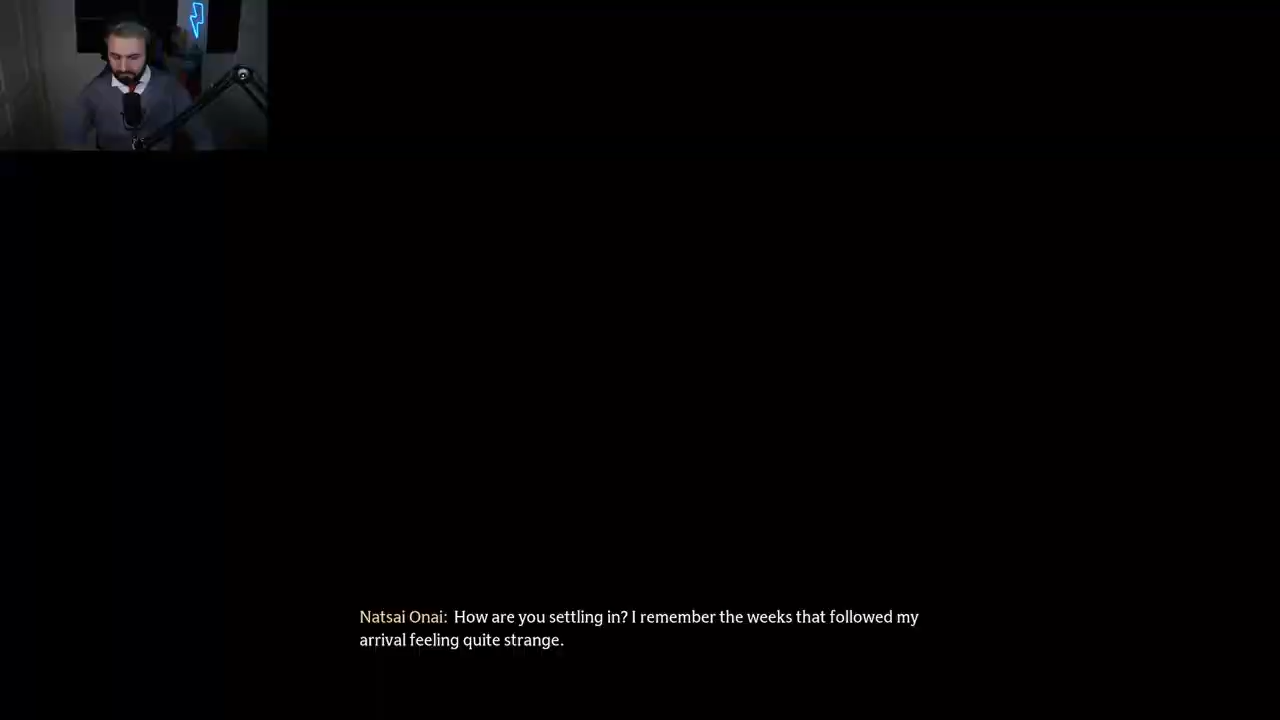 Natsai Onai: How are you settling in? I remember the weeks that followed my
arrival feeling quite strange.